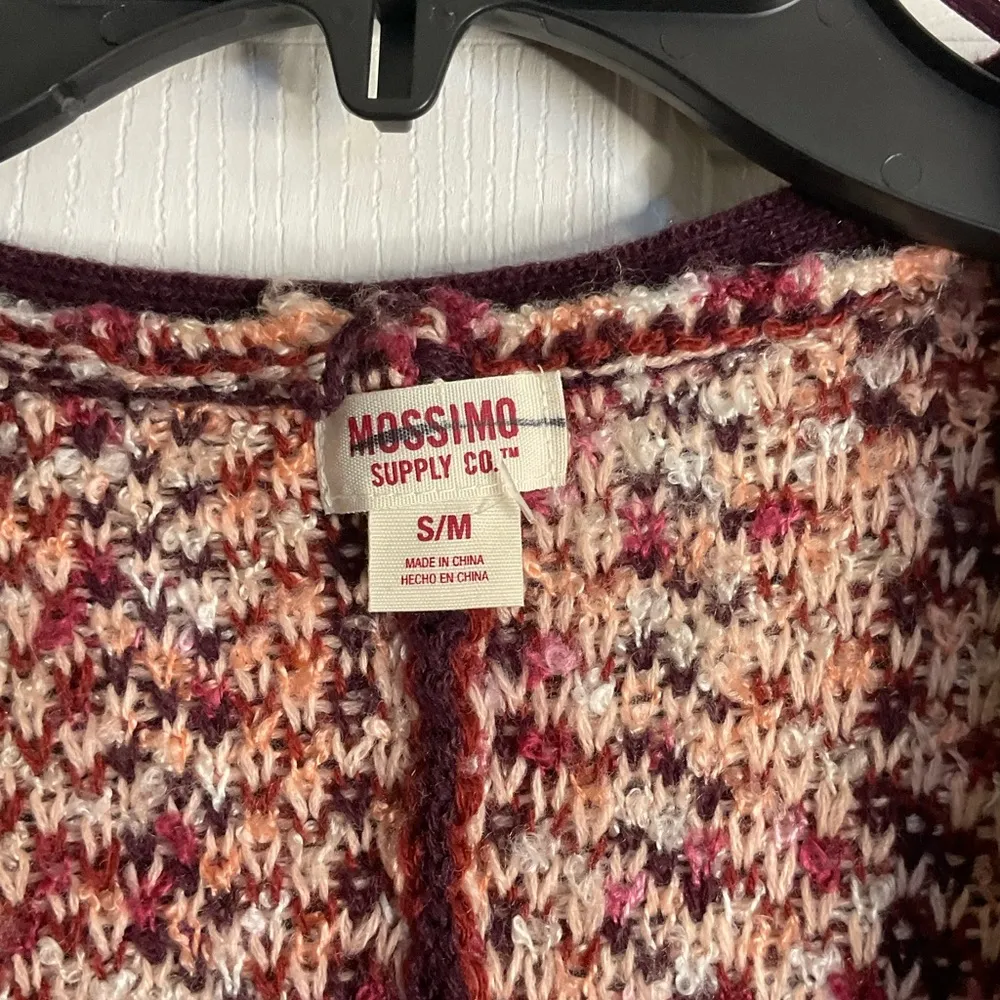 MOSSIMO
SUPPLY CO.™
S/M
MADE IN CHINA
HECHO EN CHINA